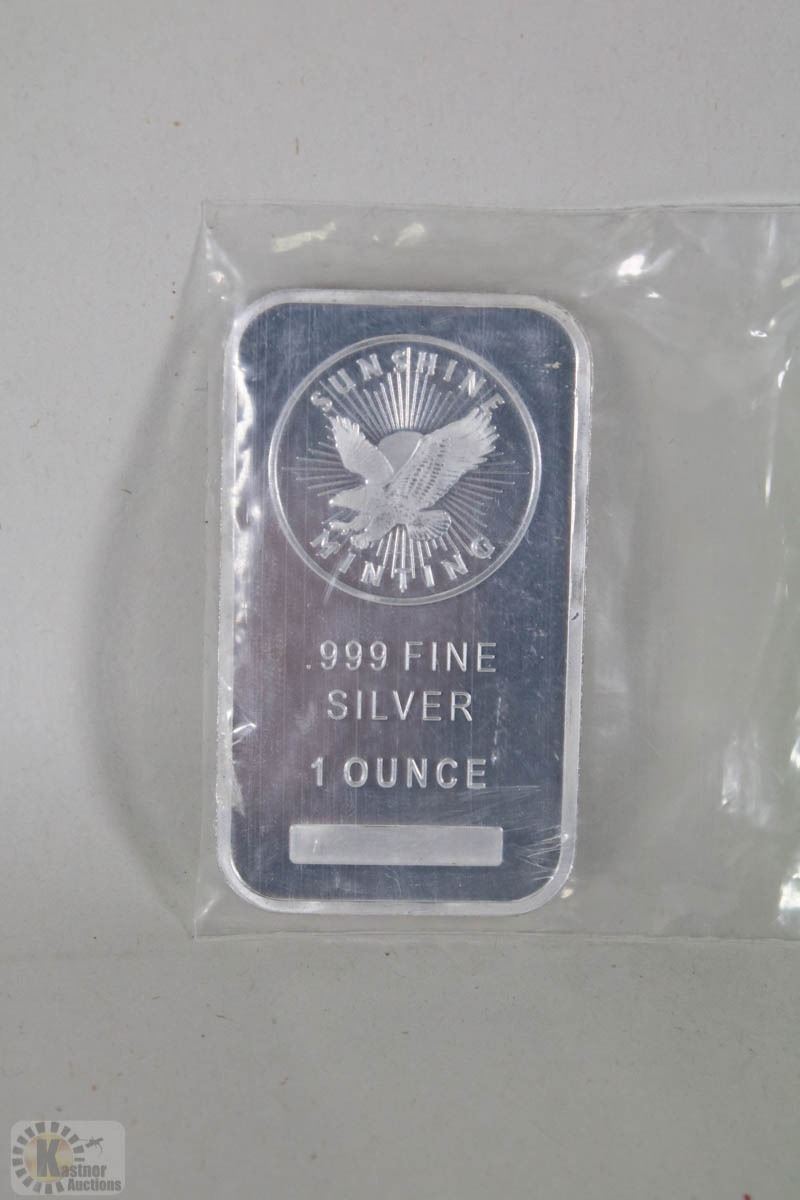 SUNSHINE
MINTING
.999 FINE
SILVER
1 OUNCE
Kastner
Auctions